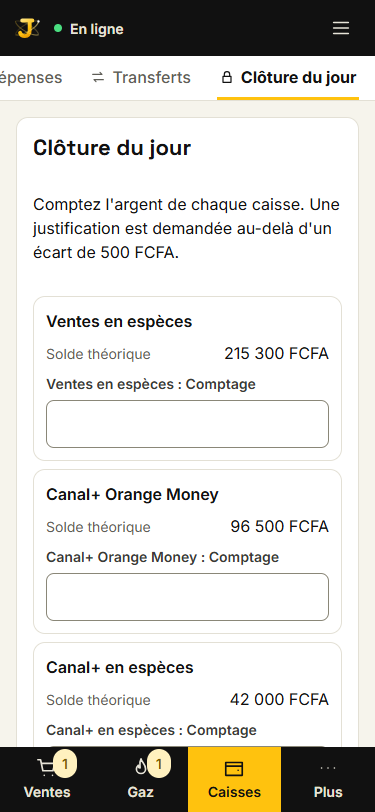 J
En ligne
épenses
Transferts
Clôture du jour
Clôture du jour
Comptez l'argent de chaque caisse. Une
justification est demandée au-delà d'un
écart de 500 FCFA.
Ventes en espèces
Solde théorique 215 300 FCFA
Ventes en espèces : Comptage
Canal+ Orange Money
Solde théorique 96 500 FCFA
Canal+ Orange Money : Comptage
Canal+ en espèces
Solde théorique 42 000 FCFA
Canal+ en espèces : Comptage
1 1
Ventes Gaz Caisses Plus